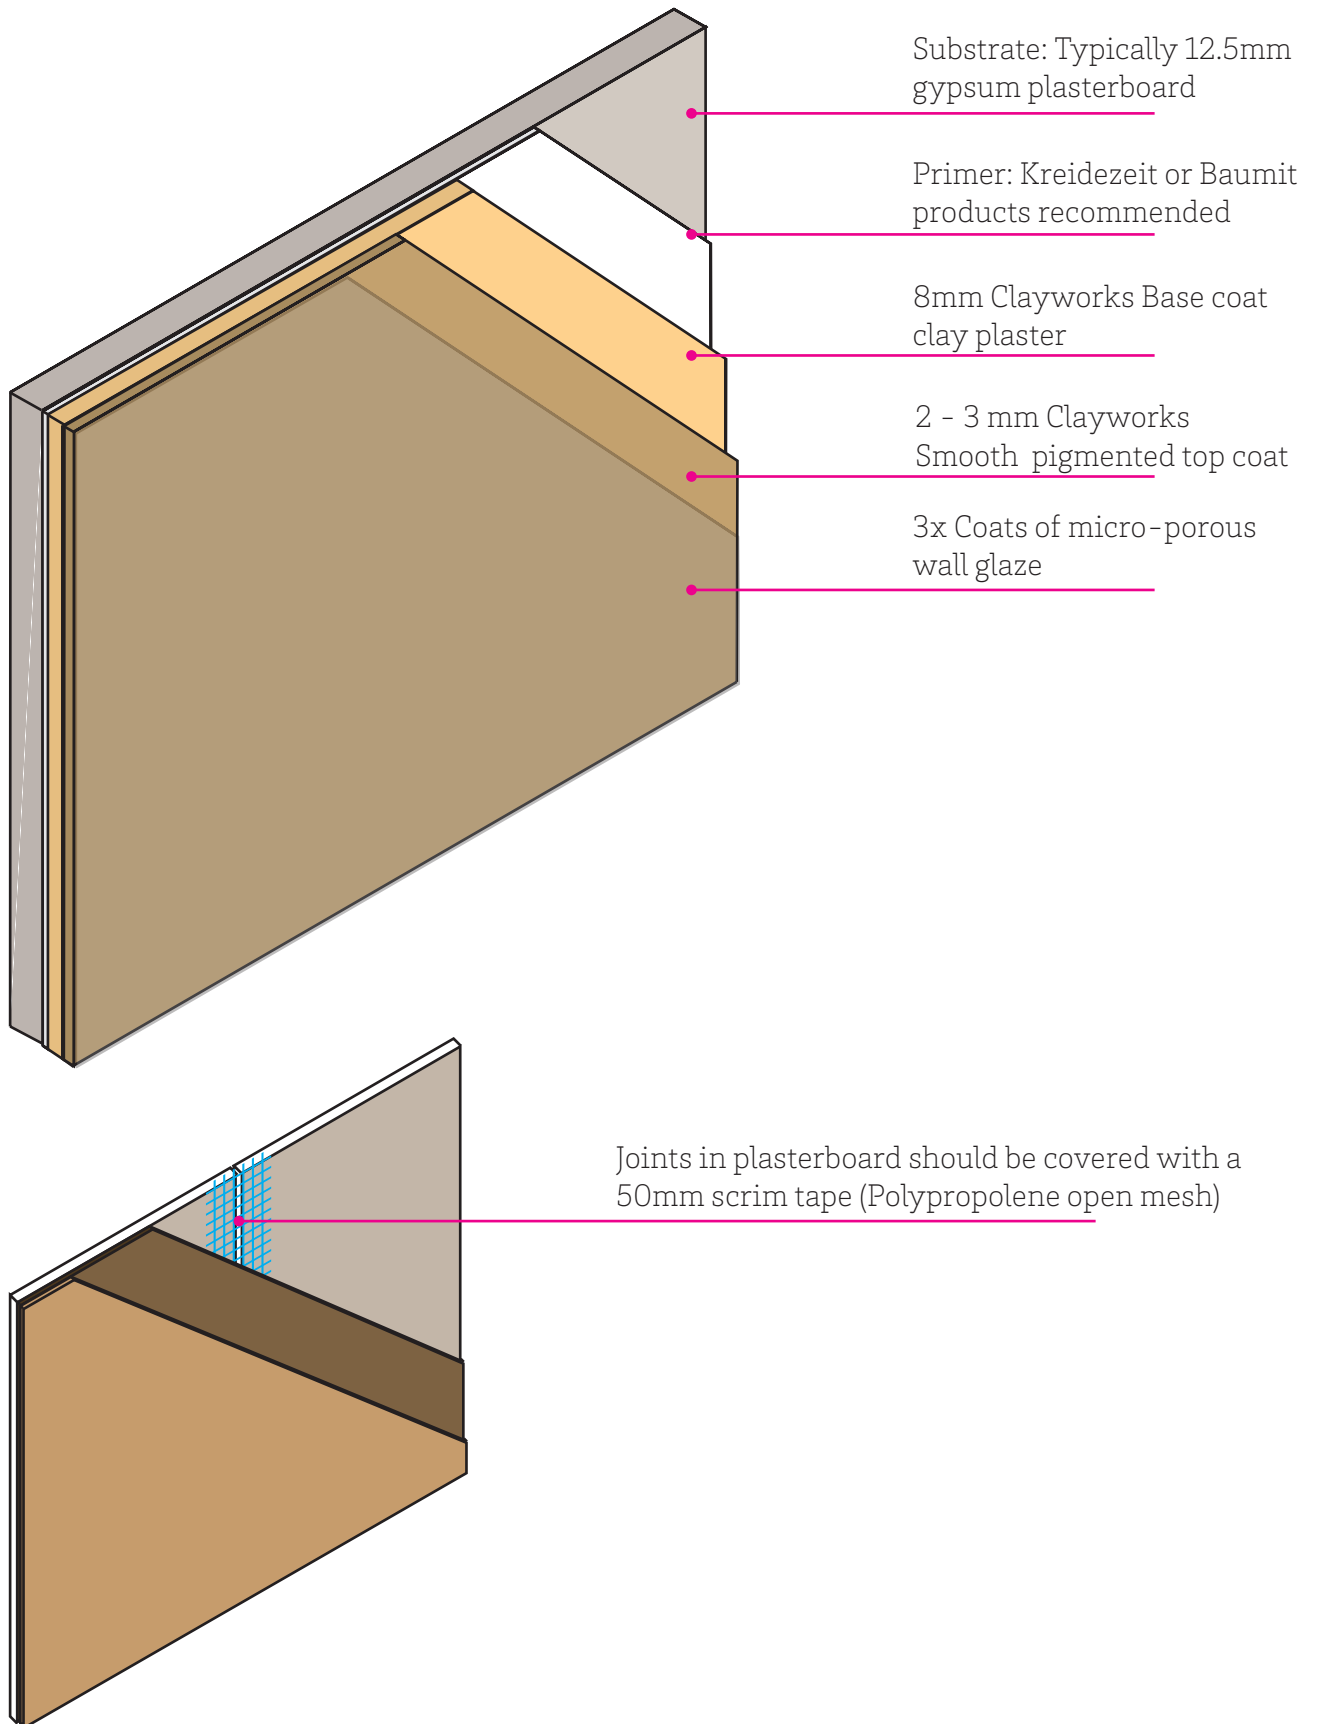 Substrate: Typically 12.5mm
gypsum plasterboard
Primer: Kreidezeit or Baumit
products recommended
8mm Clayworks Base coat
clay plaster
2 - 3 mm Clayworks
Smooth pigmented top coat
3x Coats of micro-porous
wall glaze
Joints in plasterboard should be covered with a
50mm scrim tape (Polypropolene open mesh)